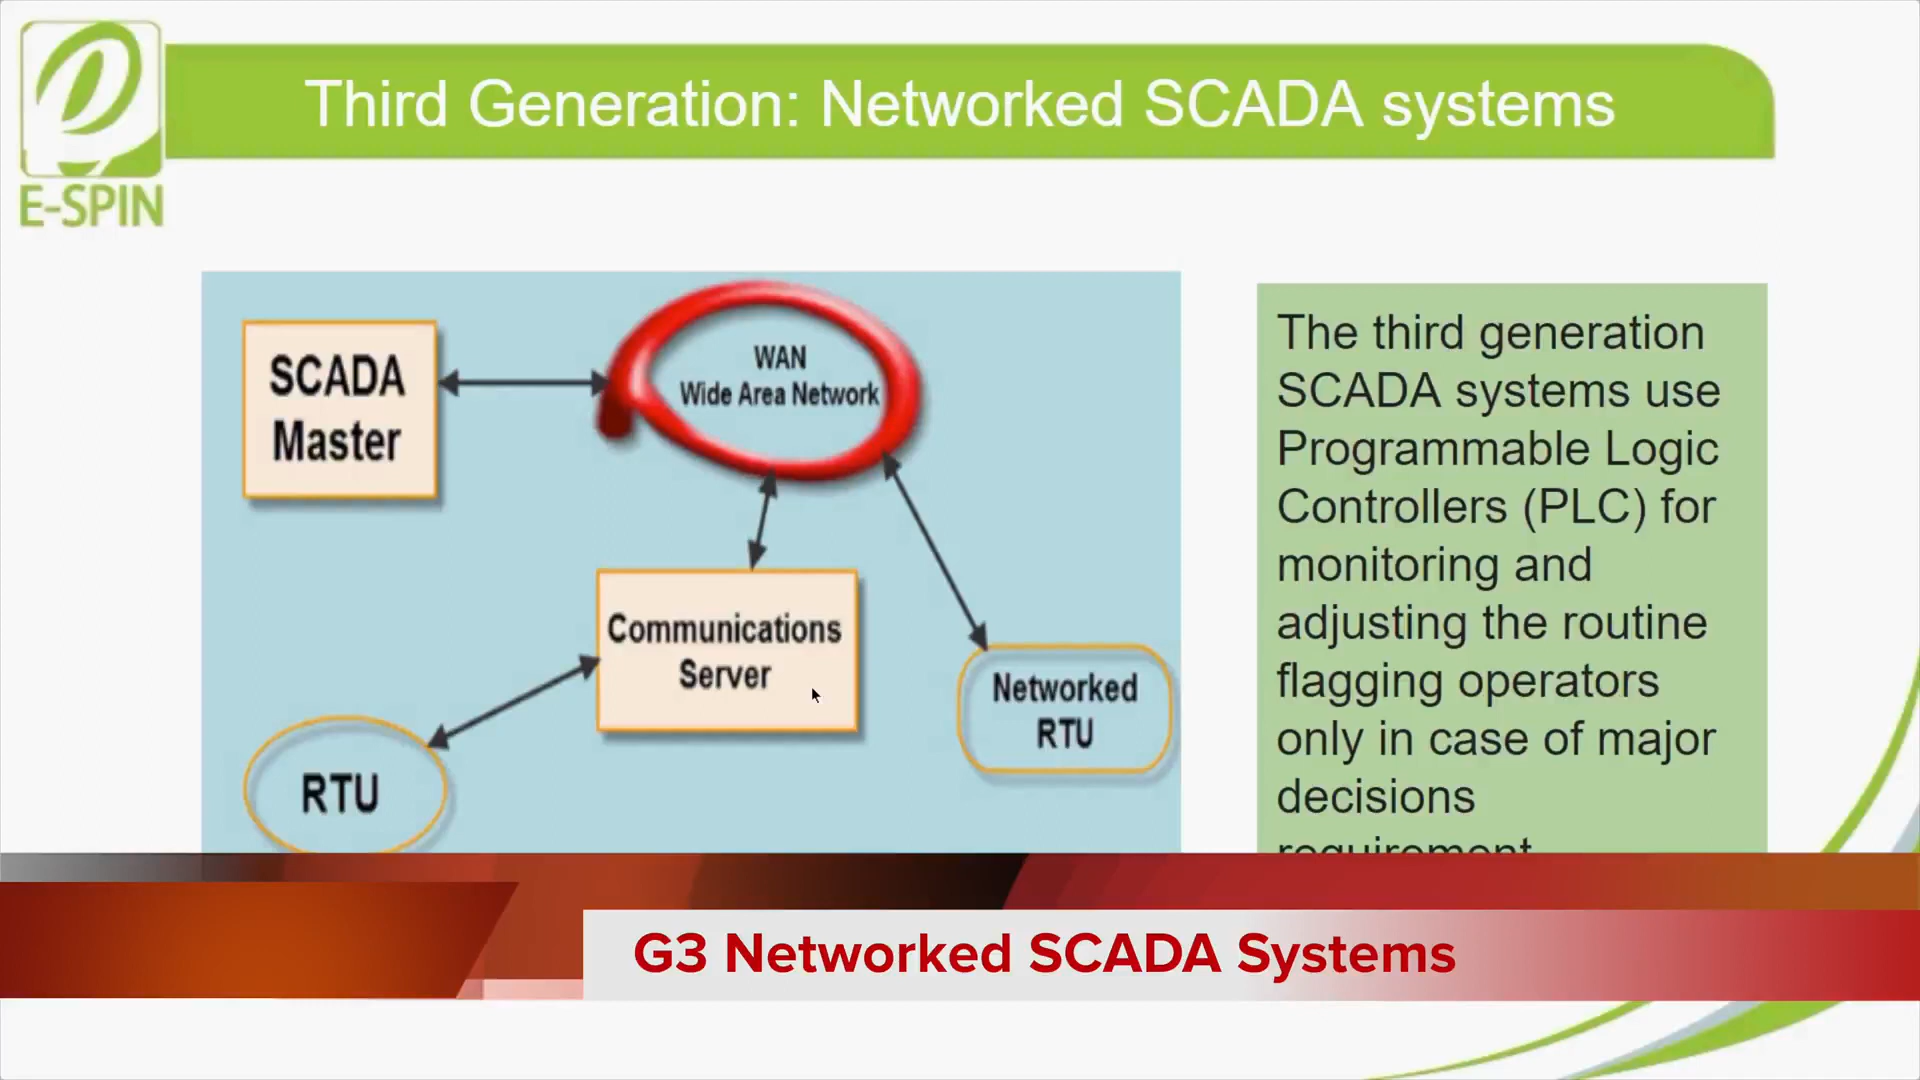 Third Generation: Networked SCADA systems
E-SPIN
SCADA
Master
WAN
Wide Area Network
Communications
Server
Networked
RTU
RTU
The third generation
SCADA systems use
Programmable Logic
Controllers (PLC) for
monitoring and
adjusting the routine
flagging operators
only in case of major
decisions
requirement
G3 Networked SCADA Systems